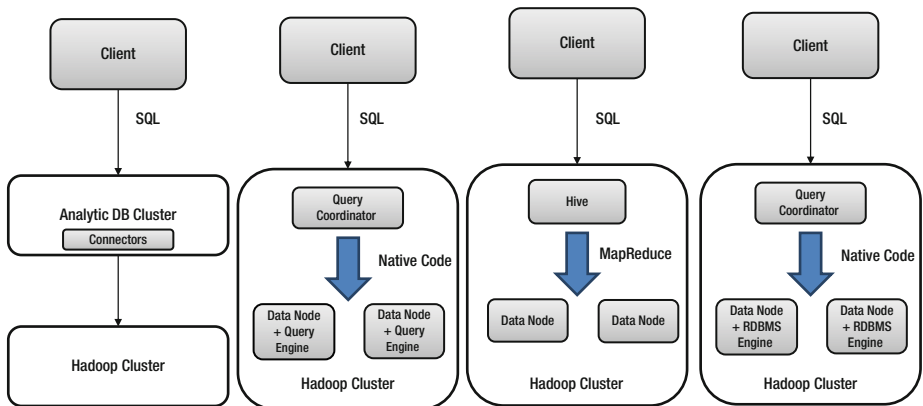 Client
SQL
Analytic DB Cluster
Connectors
Hadoop Cluster
Client
SQL
Query
Coordinator
Native Code
Data Node
+ Query
Engine
Data Node
+ Query
Engine
Hadoop Cluster
Client
SQL
Hive
MapReduce
Data Node
Data Node
Hadoop Cluster
Client
SQL
Query
Coordinator
Native Code
Data Node
+ RDBMS
Engine
Data Node
+ RDBMS
Engine
Hadoop Cluster